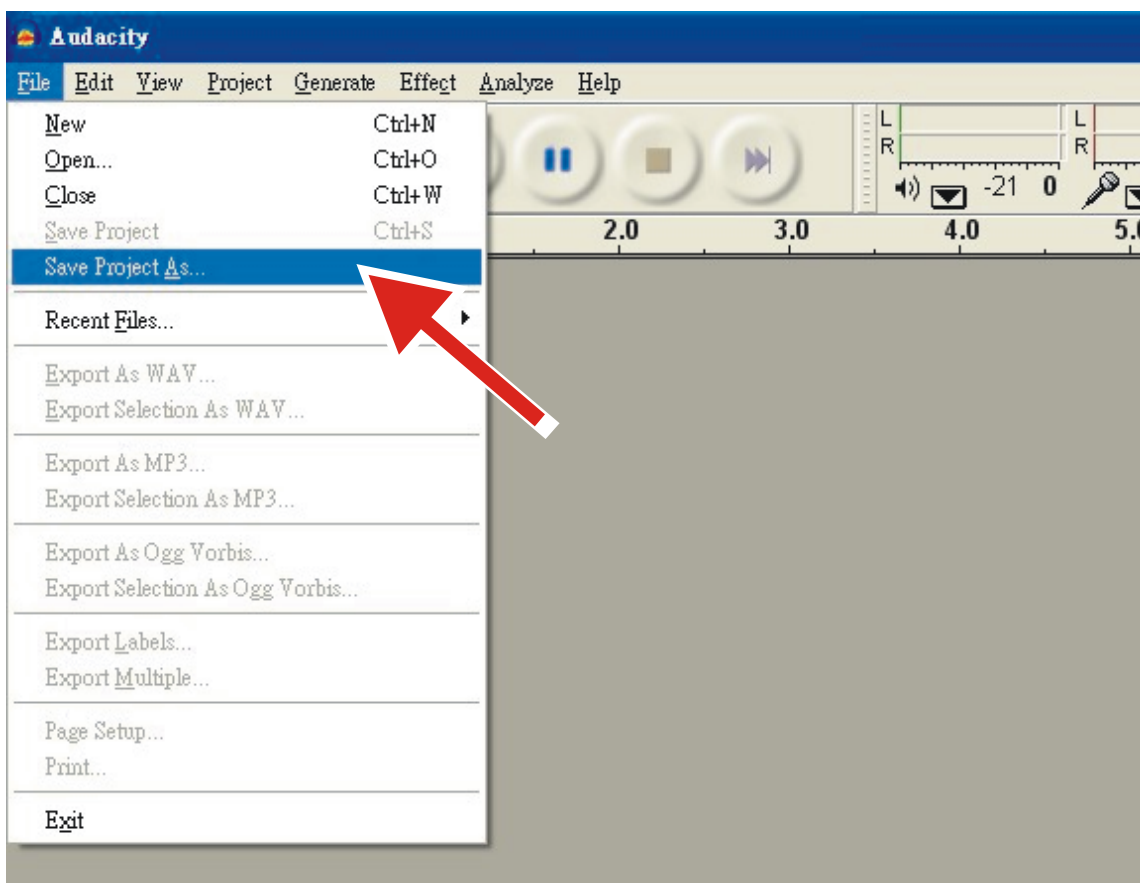 Audacity
File Edit View Project Generate Effect Analyze Help
New Ctrl+N
Open... Ctrl+O
Close Ctrl+W
Save Project Ctrl+S
Save Project As...
Recent Files...
Export As WAV...
Export Selection As WAV...
Export As MP3...
Export Selection As MP3...
Export As Ogg Vorbis...
Export Selection As Ogg Vorbis...
Export Labels...
Export Multiple...
Page Setup...
Print...
Exit
L L
R R
-21 0
2.0 3.0 4.0 5.